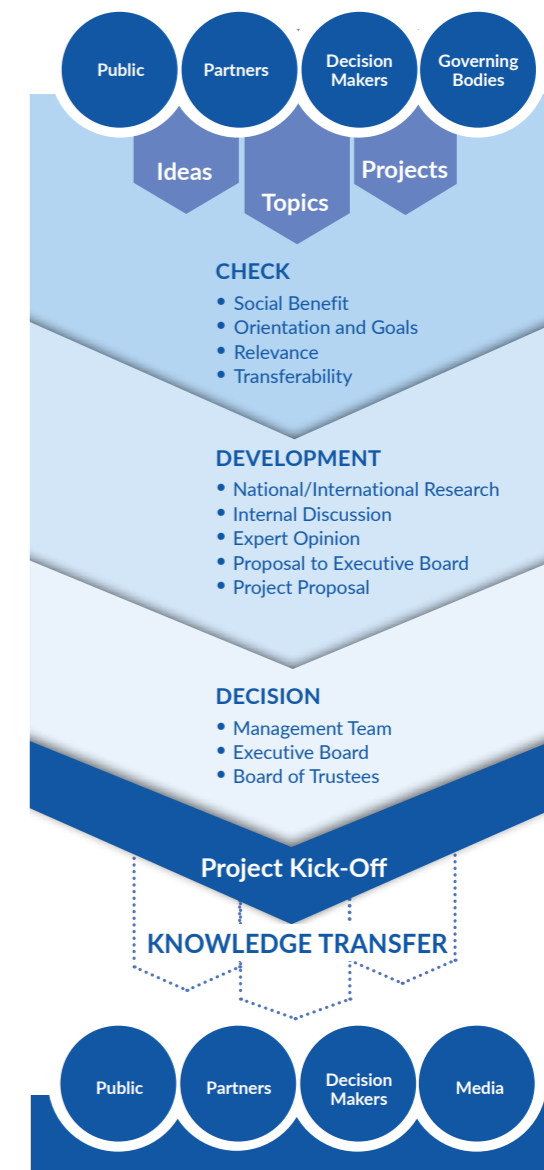 Public
Partners
Decision
Makers
Governing
Bodies
Ideas
Topics
Projects
CHECK
• Social Benefit
• Orientation and Goals
• Relevance
• Transferability
DEVELOPMENT
• National/International Research
• Internal Discussion
• Expert Opinion
• Proposal to Executive Board
• Project Proposal
DECISION
• Management Team
• Executive Board
• Board of Trustees
Project Kick-Off
KNOWLEDGE TRANSFER
Public
Partners
Decision
Makers
Media